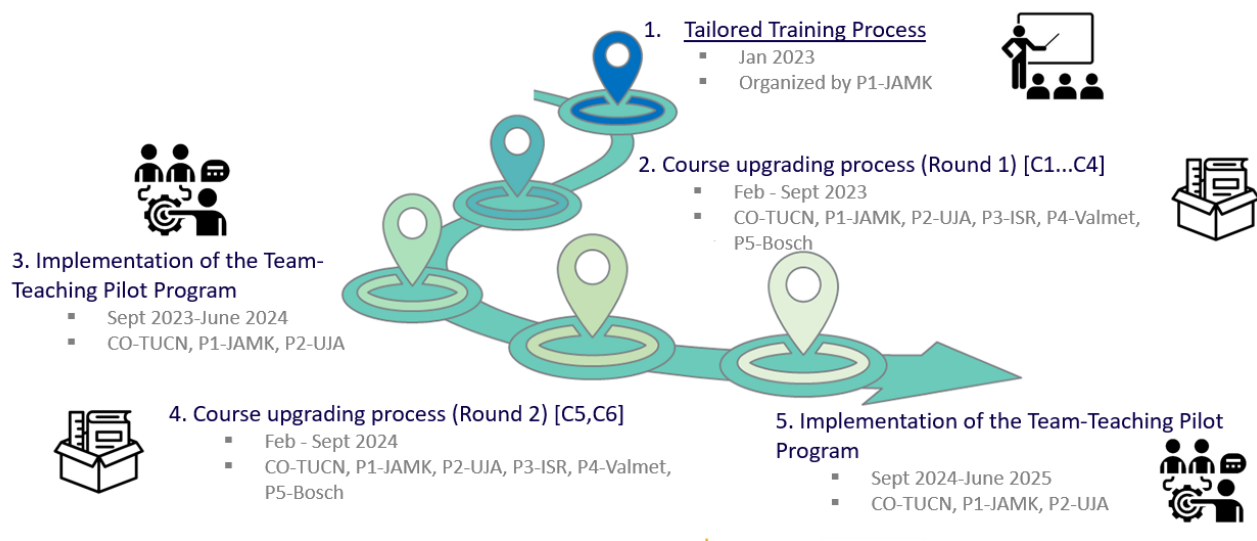 1. Tailored Training Process
▪ Jan 2023
▪ Organized by P1-JAMK
2. Course upgrading process (Round 1) [C1...C4]
▪ Feb - Sept 2023
▪ CO-TUCN, P1-JAMK, P2-UJA, P3-ISR, P4-Valmet,
P5-Bosch
3. Implementation of the Team-
Teaching Pilot Program
▪ Sept 2023-June 2024
▪ CO-TUCN, P1-JAMK, P2-UJA
4. Course upgrading process (Round 2) [C5,C6]
▪ Feb - Sept 2024
▪ CO-TUCN, P1-JAMK, P2-UJA, P3-ISR, P4-Valmet,
P5-Bosch
5. Implementation of the Team-Teaching Pilot
Program
▪ Sept 2024-June 2025
▪ CO-TUCN, P1-JAMK, P2-UJA